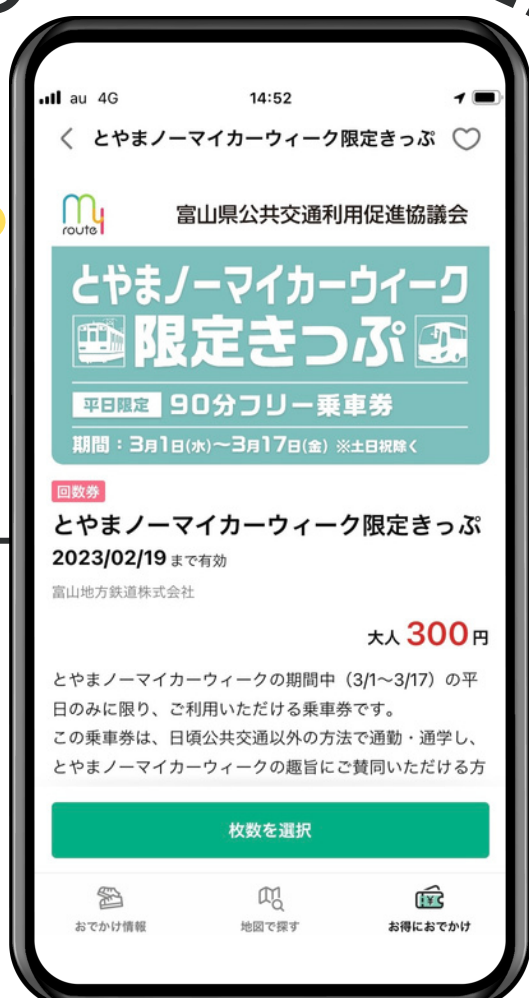 au 4G 14:52
とやまノーマイカーウィーク限定きっぷ
my route
富山県公共交通利用促進協議会
とやまノーマイカーウィーク
限定きっぷ
平日限定 90分フリー乗車券
期間:3月1日(水)〜3月17日(金) ※土日祝除く
回数券
とやまノーマイカーウィーク限定きっぷ
2023/02/19 まで有効
富山地方鉄道株式会社
大人 300円
とやまノーマイカーウィークの期間中(3/1〜3/17)の平
日のみに限り、ご利用いただける乗車券です。
この乗車券は、日頃公共交通以外の方法で通勤・通学し、
とやまノーマイカーウィークの趣旨にご賛同いただける方
枚数を選択
おでかけ情報 地図で探す お得におでかけ